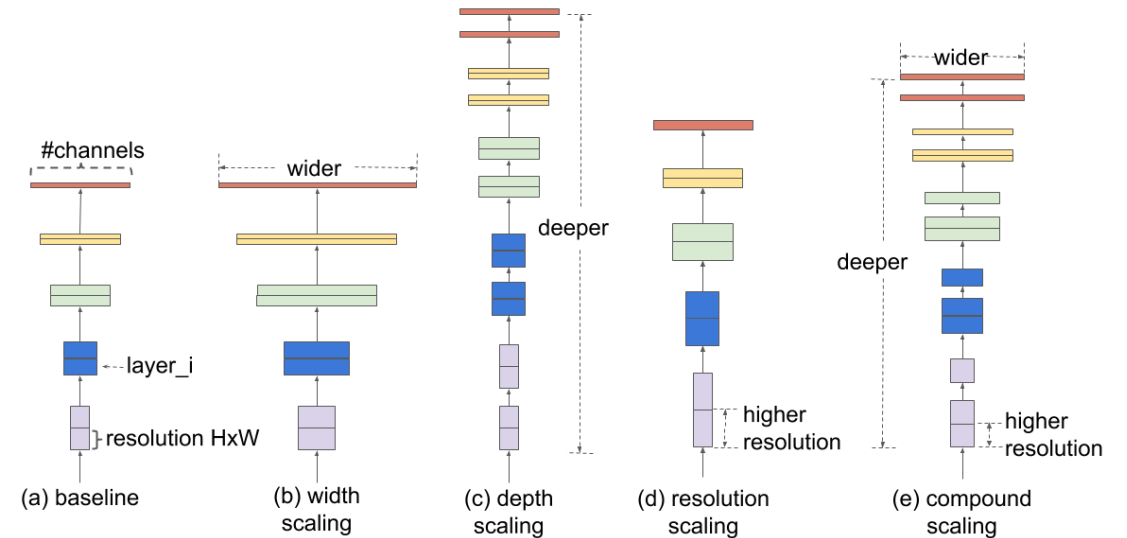 #channels
layer_i
resolution HxW
(a) baseline
wider
(b) width
scaling
deeper
(c) depth
scaling
higher
resolution
(d) resolution
scaling
wider
deeper
higher
resolution
(e) compound
scaling